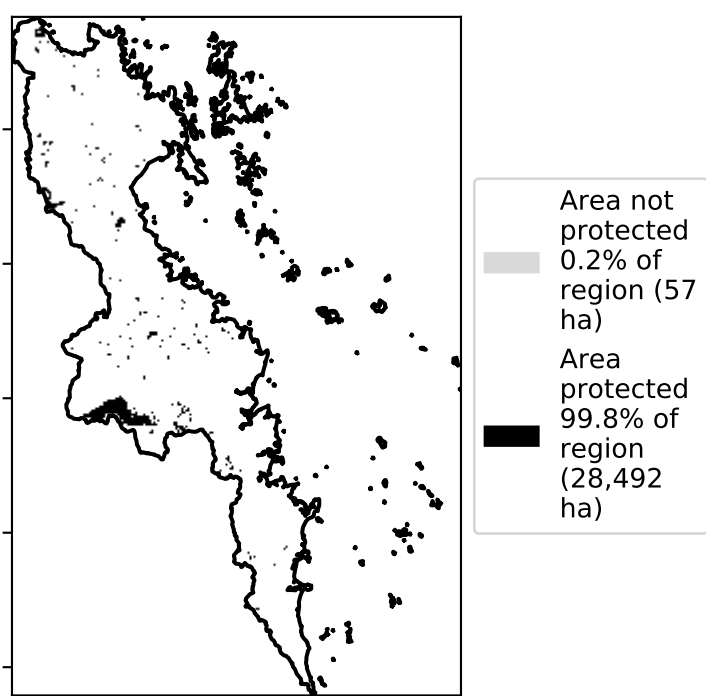 Area not
protected
0.2% of
region (57
ha)
Area
protected
99.8% of
region
(28,492
ha)